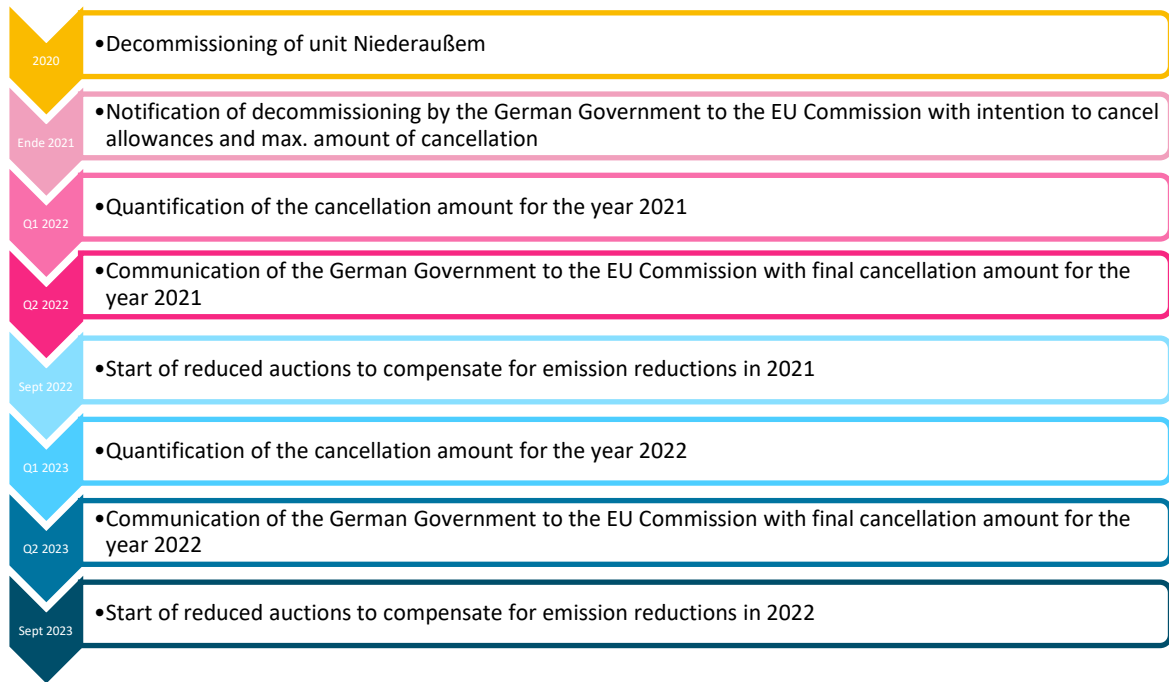 2020
•Decommissioning of unit Niederaußem
Ende 2021
•Notification of decommissioning by the German Government to the EU Commission with intention to cancel
allowances and max. amount of cancellation
Q1 2022
•Quantification of the cancellation amount for the year 2021
Q2 2022
•Communication of the German Government to the EU Commission with final cancellation amount for the
year 2021
Sept 2022
•Start of reduced auctions to compensate for emission reductions in 2021
Q1 2023
•Quantification of the cancellation amount for the year 2022
Q2 2023
•Communication of the German Government to the EU Commission with final cancellation amount for the
year 2022
Sept 2023
•Start of reduced auctions to compensate for emission reductions in 2022